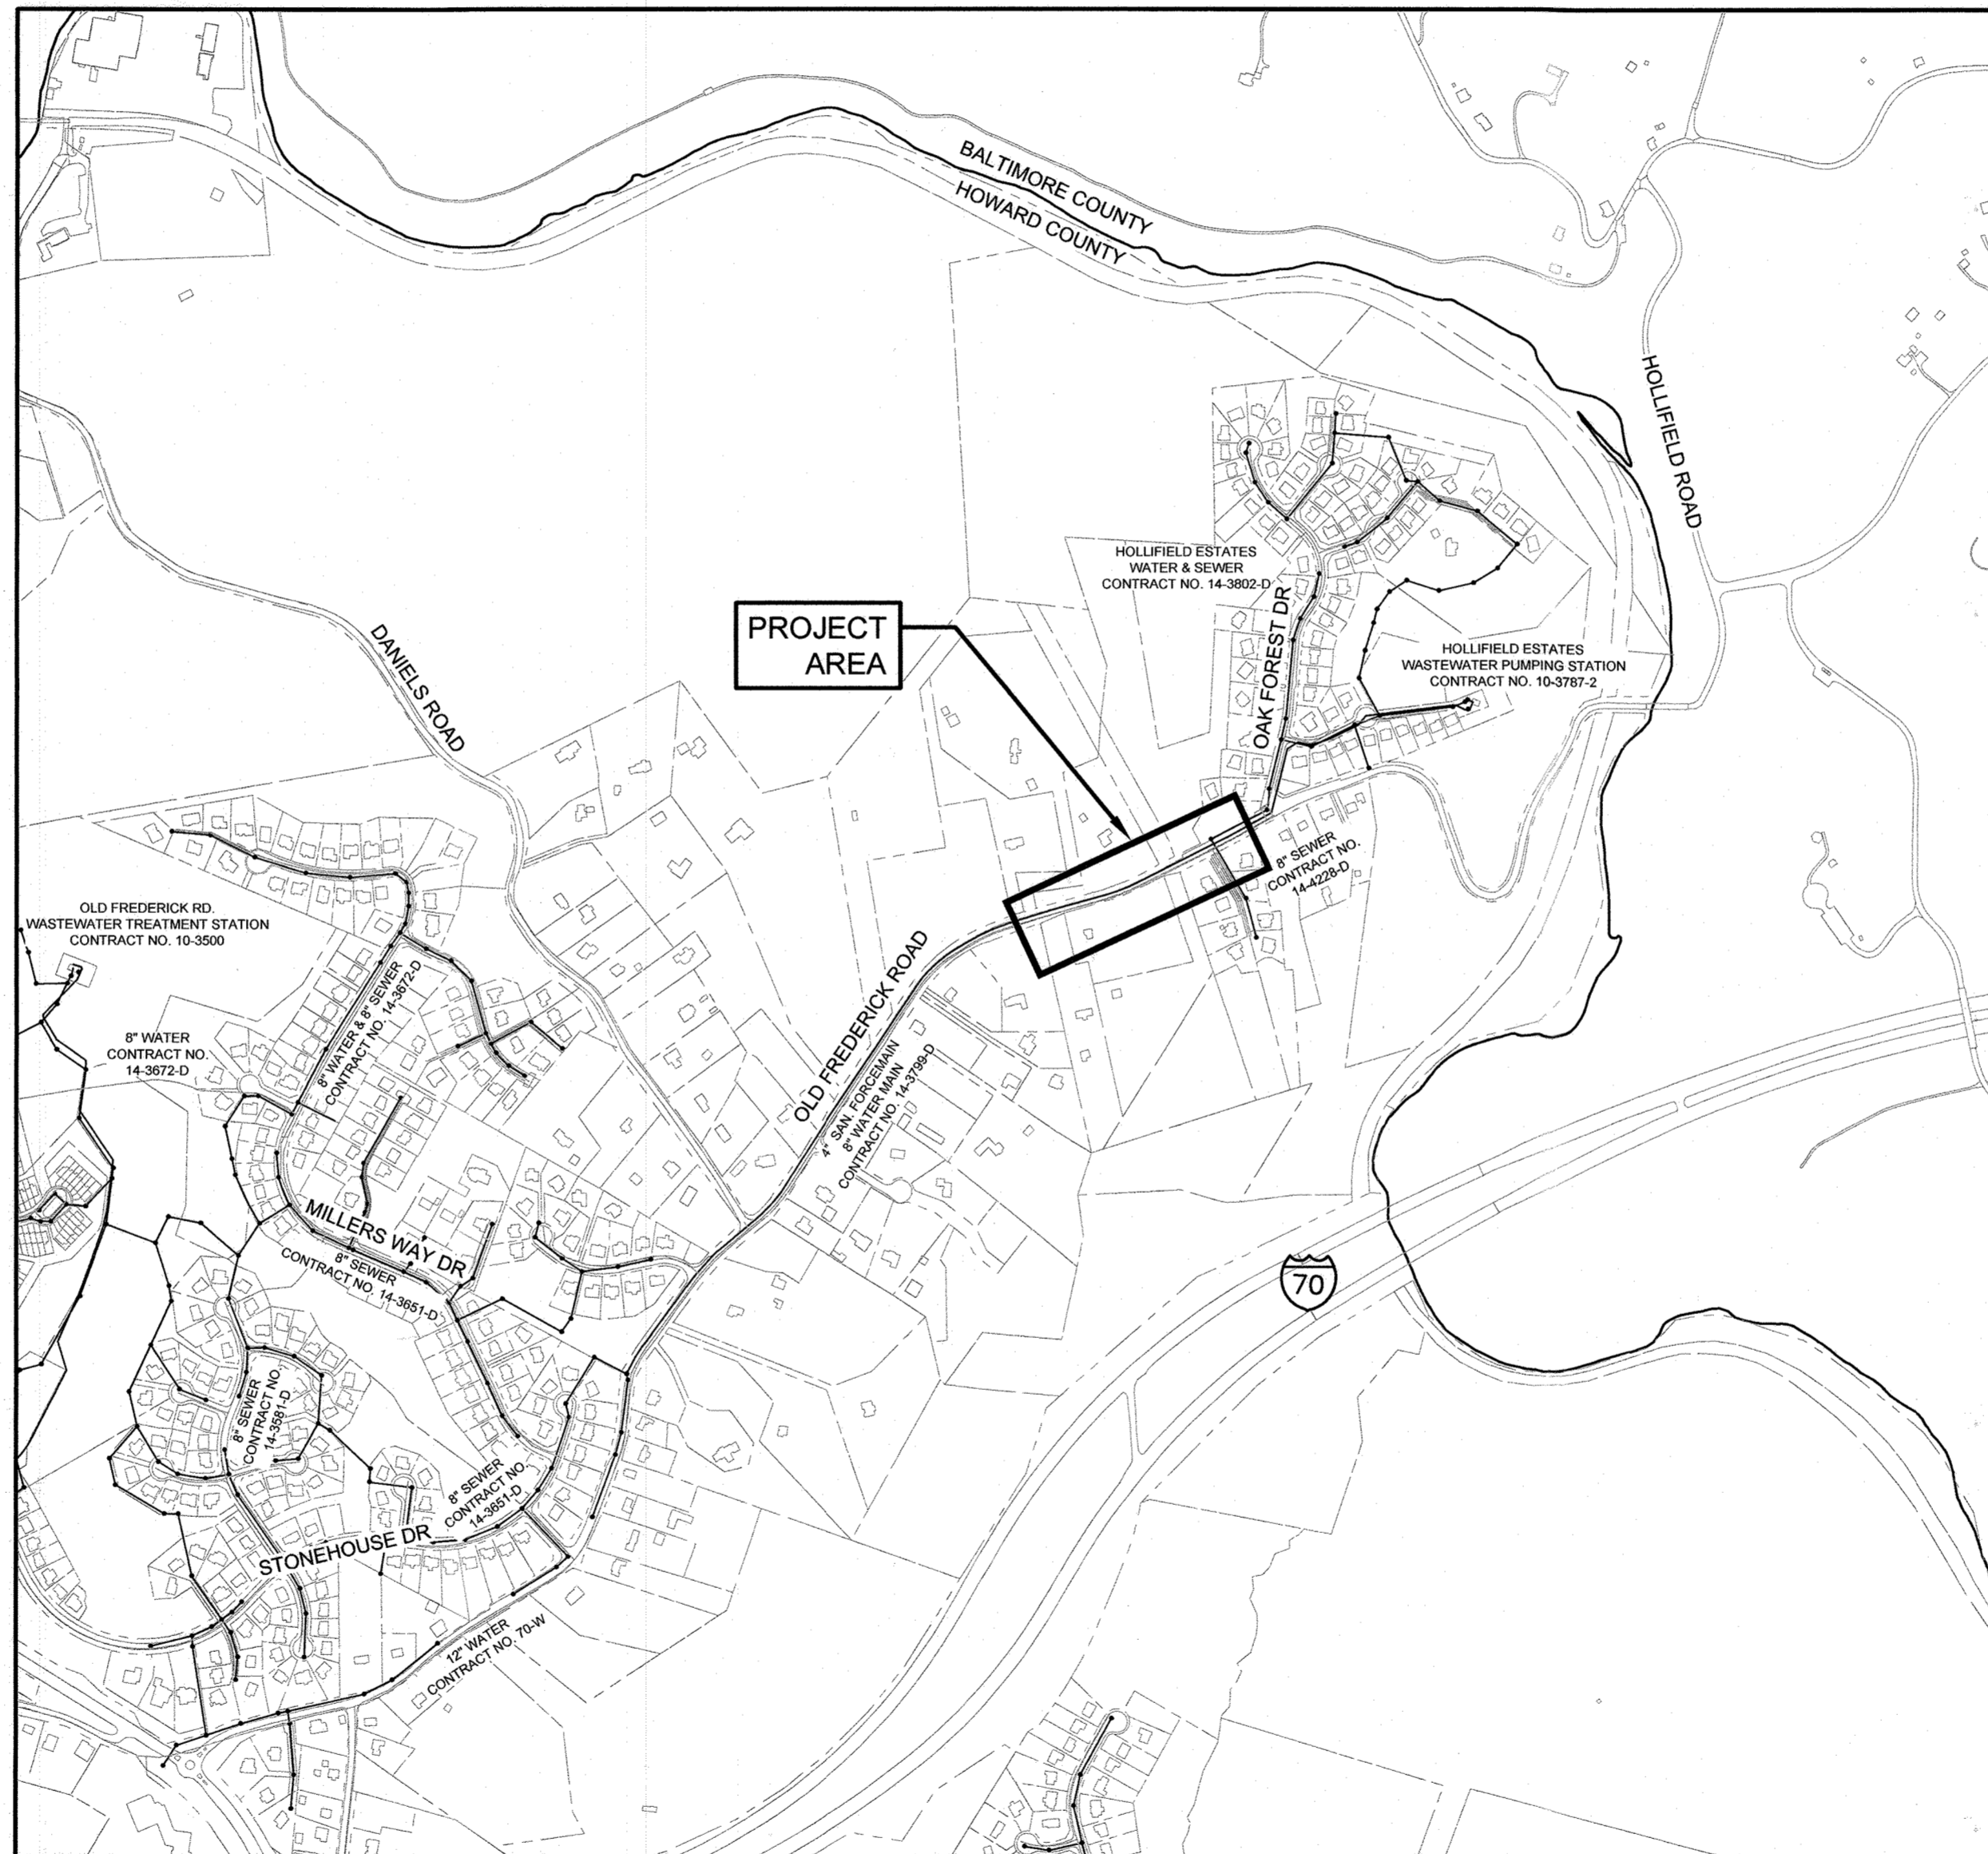 BALTIMORE COUNTY
HOWARD COUNTY
HOLLIFIELD ROAD
HOLLIFIELD ESTATES
WATER & SEWER
CONTRACT NO. 14-3802-D
OAK FOREST DR
PROJECT
AREA
DANIELS ROAD
HOLLIFIELD ESTATES
WASTEWATER PUMPING STATION
CONTRACT NO. 10-3787-2
8" SEWER
CONTRACT NO.
14-4228-D
OLD FREDERICK RD.
WASTEWATER TREATMENT STATION
CONTRACT NO. 10-3500
8" WATER & 8" SEWER
CONTRACT NO. 14-3672-D
OLD FREDERICK ROAD
8" WATER
CONTRACT NO.
14-3672-D
4" SAN. FORCEMAIN
8" WATER MAIN
CONTRACT NO. 14-3799-D
MILLERS WAY DR
8" SEWER
CONTRACT NO. 14-3651-D
70
8" SEWER
CONTRACT NO.
14-3581-D
8" SEWER
CONTRACT NO.
14-3651-D
STONEHOUSE DR
12" WATER
CONTRACT NO. 70-W